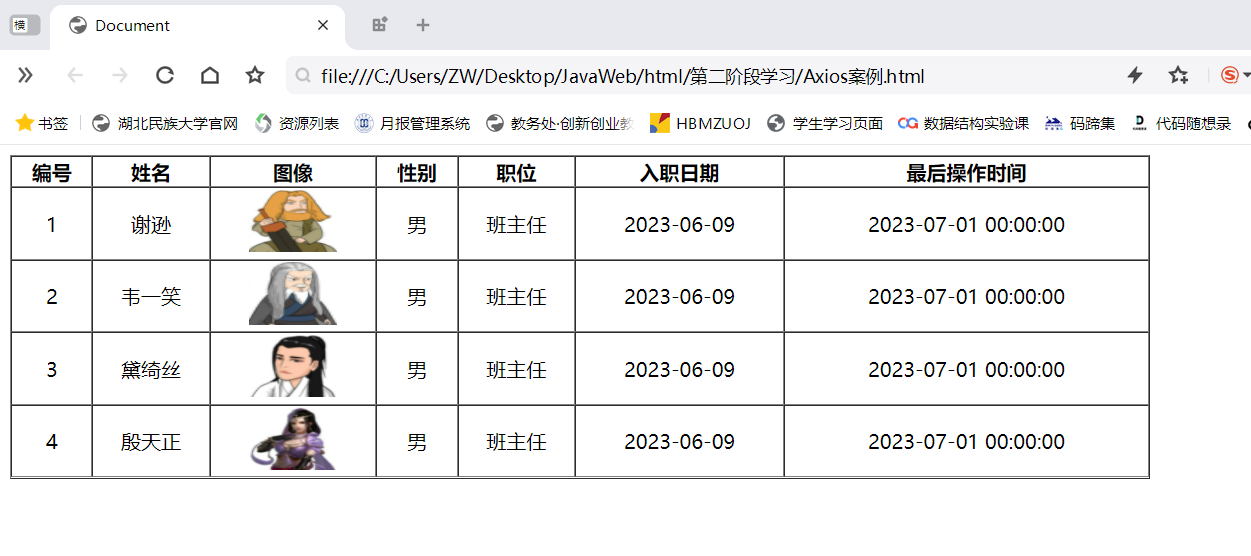 横 Document
file:///C:/Users/ZW/Desktop/JavaWeb/html/第二阶段学习/Axios案例.html
书签 湖北民族大学官网 资源列表 月报管理系统 教务处·创新创业教 HBMZUOJ 学生学习页面 数据结构实验课 码蹄集 代码随想录
编号 姓名 图像 性别 职位 入职日期 最后操作时间
1 谢逊 男 班主任 2023-06-09 2023-07-01 00:00:00
2 韦一笑 男 班主任 2023-06-09 2023-07-01 00:00:00
3 黛绮丝 男 班主任 2023-06-09 2023-07-01 00:00:00
4 殷天正 男 班主任 2023-06-09 2023-07-01 00:00:00